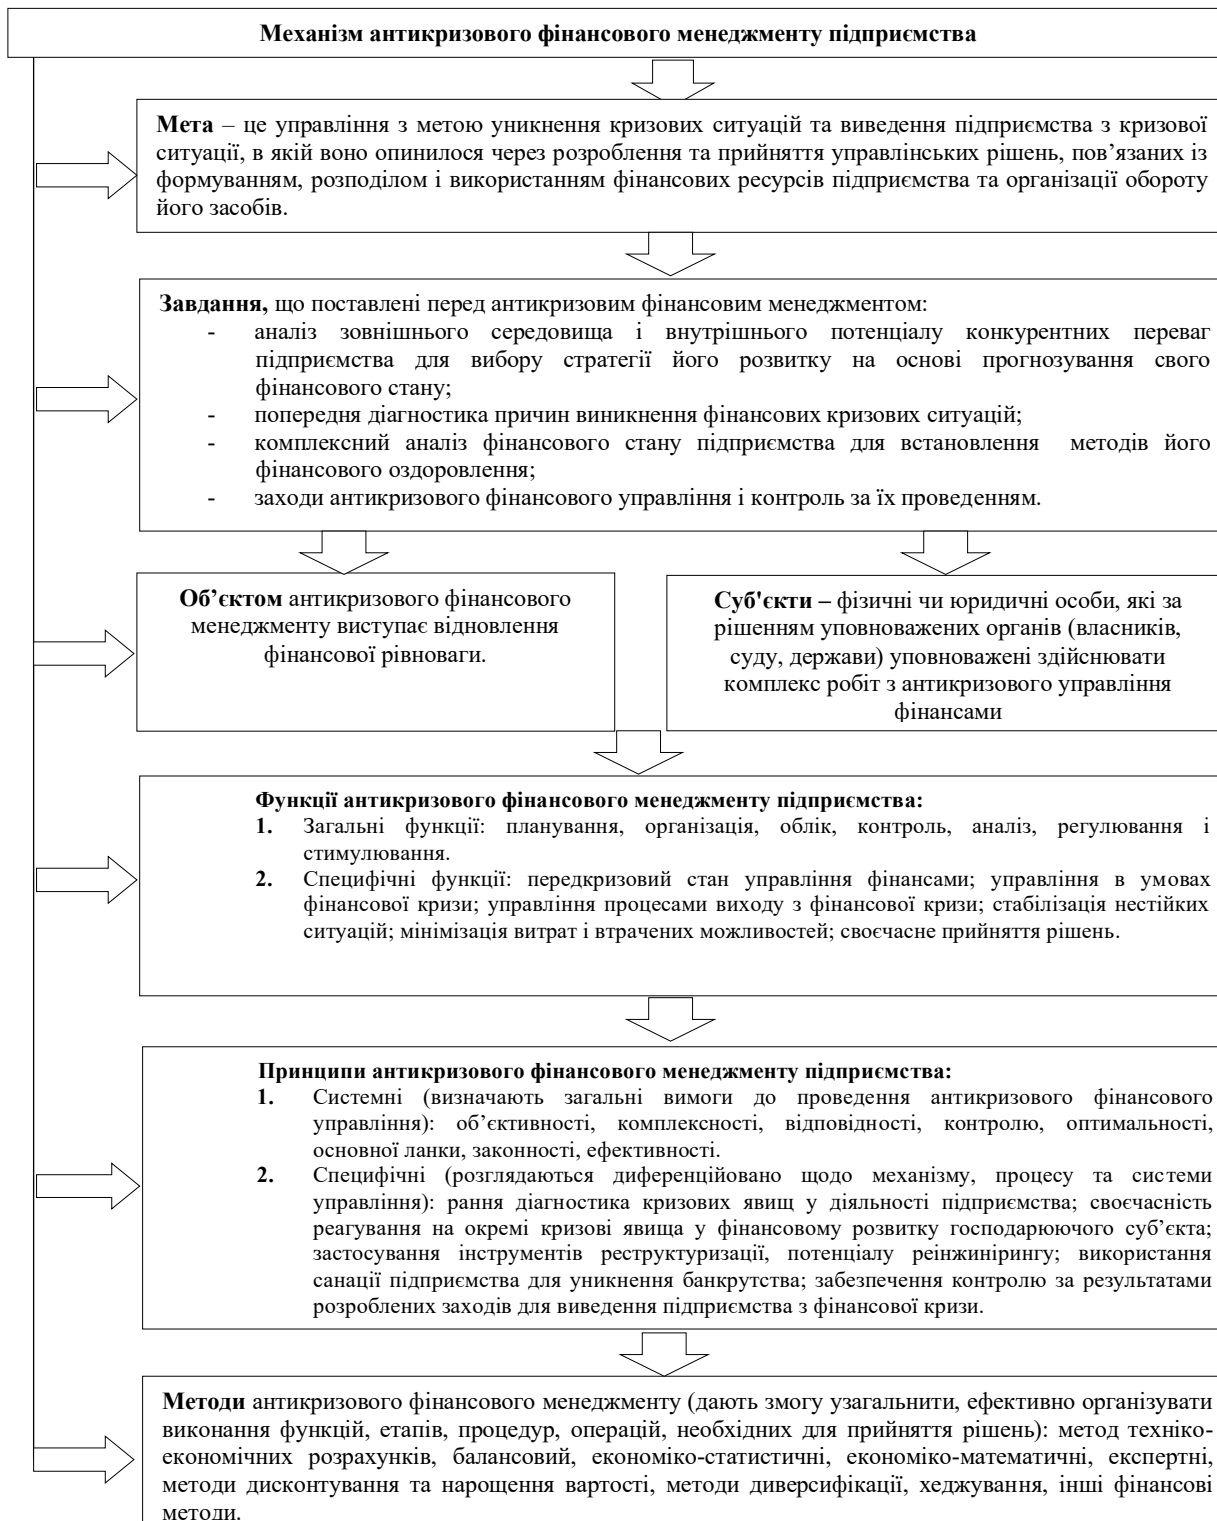 Механізм антикризового фінансового менеджменту підприємства
Мета – це управління з метою уникнення кризових ситуацій та виведення підприємства з кризової
ситуації, в якій воно опинилося через розроблення та прийняття управлінських рішень, пов’язаних із
формуванням, розподілом і використанням фінансових ресурсів підприємства та організації обороту
його засобів.
Завдання, що поставлені перед антикризовим фінансовим менеджментом:
- аналіз зовнішнього середовища і внутрішнього потенціалу конкурентних переваг
підприємства для вибору стратегії його розвитку на основі прогнозування свого
фінансового стану;
- попередня діагностика причин виникнення фінансових кризових ситуацій;
- комплексний аналіз фінансового стану підприємства для встановлення методів його
фінансового оздоровлення;
- заходи антикризового фінансового управління і контроль за їх проведенням.
Об’єктом антикризового фінансового
менеджменту виступає відновлення
фінансової рівноваги.
Суб'єкти – фізичні чи юридичні особи, які за
рішенням уповноважених органів (власників,
суду, держави) уповноважені здійснювати
комплекс робіт з антикризового управління
фінансами
Функції антикризового фінансового менеджменту підприємства:
1. Загальні функції: планування, організація, облік, контроль, аналіз, регулювання і
стимулювання.
2. Специфічні функції: передкризовий стан управління фінансами; управління в умовах
фінансової кризи; управління процесами виходу з фінансової кризи; стабілізація нестійких
ситуацій; мінімізація витрат і втрачених можливостей; своєчасне прийняття рішень.
Принципи антикризового фінансового менеджменту підприємства:
1. Системні (визначають загальні вимоги до проведення антикризового фінансового
управління): об’єктивності, комплексності, відповідності, контролю, оптимальності,
основної ланки, законності, ефективності.
2. Специфічні (розглядаються диференційовано щодо механізму, процесу та системи
управління): рання діагностика кризових явищ у діяльності підприємства; своєчасність
реагування на окремі кризові явища у фінансовому розвитку господарюючого суб’єкта;
застосування інструментів реструктуризації, потенціалу реінжинірингу; використання
санації підприємства для уникнення банкрутства; забезпечення контролю за результатами
розроблених заходів для виведення підприємства з фінансової кризи.
Методи антикризового фінансового менеджменту (дають змогу узагальнити, ефективно організувати
виконання функцій, етапів, процедур, операцій, необхідних для прийняття рішень): метод техніко-
економічних розрахунків, балансовий, економіко-статистичні, економіко-математичні, експертні,
методи дисконтування та нарощення вартості, методи диверсифікації, хеджування, інші фінансові
методи.